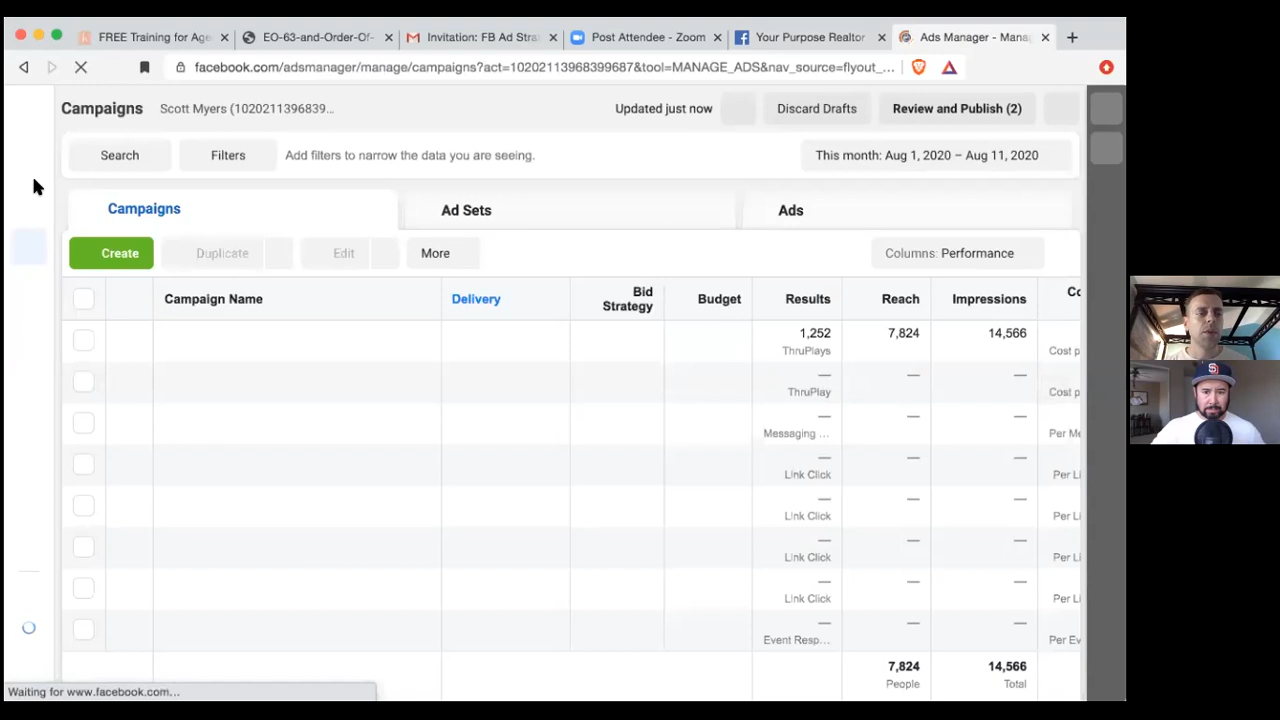 FREE Training for Age
EO-63-and-Order-Of-
Invitation: FB Ad Stra
Post Attendee - Zoom
Your Purpose Realtor
Ads Manager - Mana
facebook.com/adsmanager/manage/campaigns?act=10202113968399687&tool=MANAGE_ADS&nav_source=flyout_...
Campaigns
Scott Myers (1020211396839...
Updated just now
Discard Drafts
Review and Publish (2)
Search
Filters
Add filters to narrow the data you are seeing.
This month: Aug 1, 2020 – Aug 11, 2020
Campaigns
Ad Sets
Ads
Create
Duplicate
Edit
More
Columns: Performance
Campaign Name
Delivery
Bid
Strategy
Budget
Results
Reach
Impressions
Co
1,252
7,824
14,566
ThruPlays
Cost p
— — —
ThruPlay
Cost p
— — —
Messaging ...
Per Me
— — —
Link Click
Per Li
— — —
Link Click
Per Li
— — —
Link Click
Per Li
— — —
Link Click
Per Li
— — —
Event Resp...
Per Ev
7,824
14,566
People
Total
Waiting for www.facebook.com...